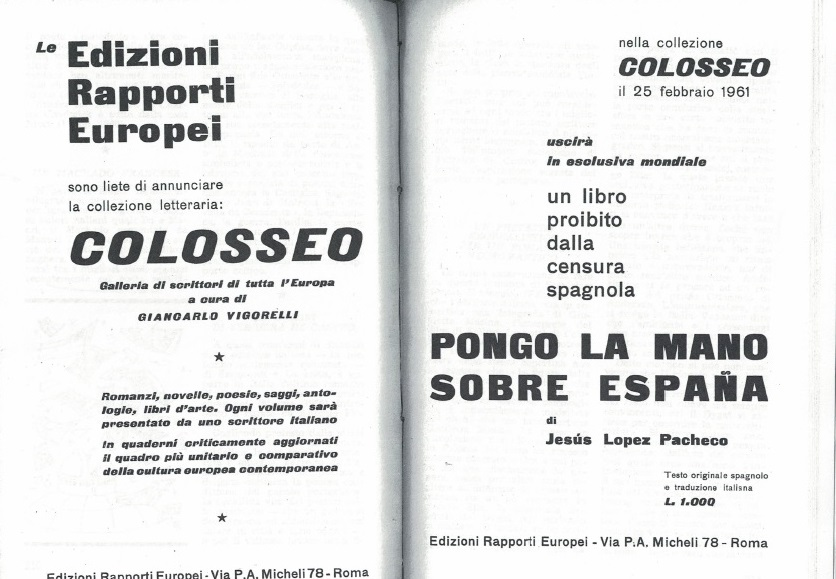 Le Edizioni
Rapporti
Europei
sono liete di annunciare
la collezione letteraria:
COLOSSEO
Galleria di scrittori di tutta l'Europa
a cura di
GIANCARLO VIGORELLI
Romanzi, novelle, poesie, saggi, anto-
logie, libri d'arte. Ogni volume sarà
presentato da uno scrittore italiano
In quaderni criticamente aggiornati
il quadro più unitario e comparativo
della cultura europea contemporanea
Edizioni Rapporti Europei - Via P.A. Micheli 78 - Roma
nella collezione
COLOSSEO
il 25 febbraio 1961
uscirà
in esclusiva mondiale
un libro
proibito
dalla
censura
spagnola
PONGO LA MANO
SOBRE ESPAÑA
di
Jesús Lopez Pacheco
Testo originale spagnolo
e traduzione italisna
L. 1.000
Edizioni Rapporti Europei - Via P.A. Micheli 78 - Roma